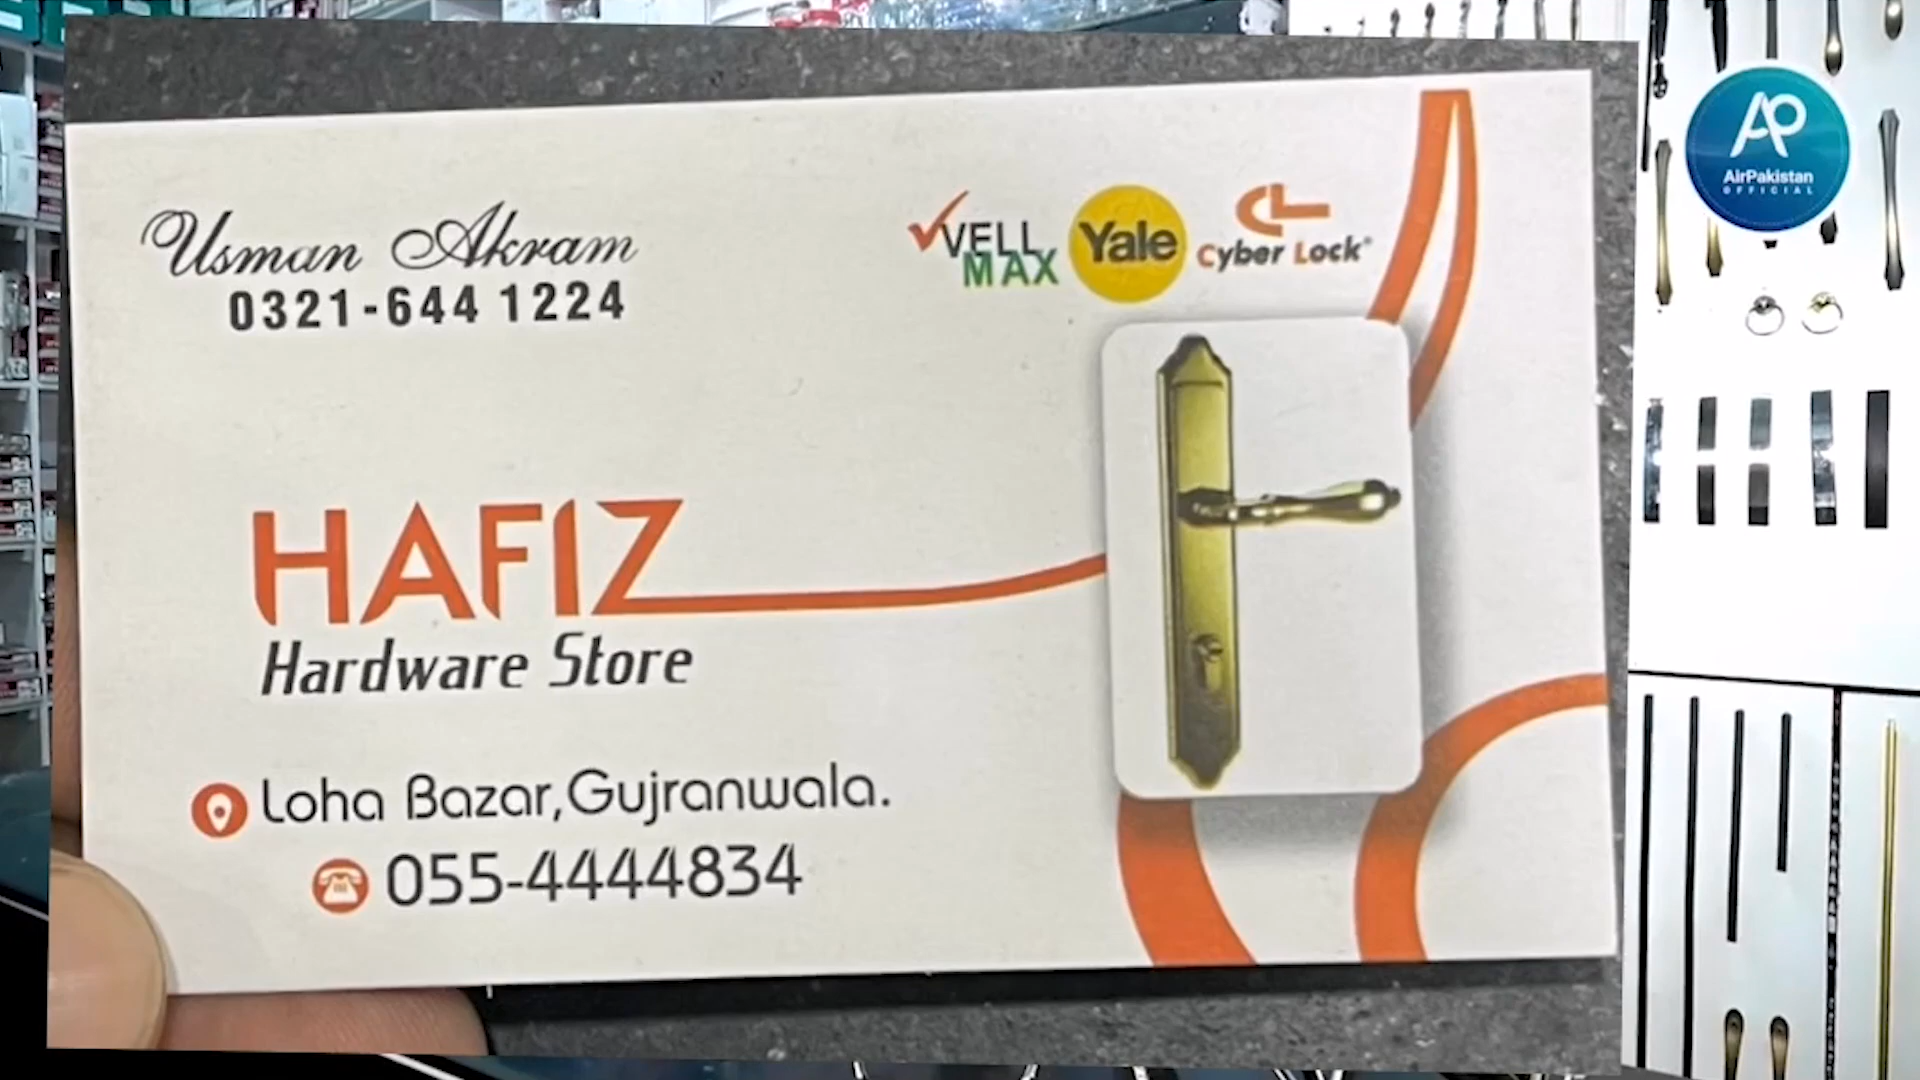 Usman Akram
0321-644 1224
VELL
MAX
Yale
Cyber Lock®
HAFIZ
Hardware Store
Loha Bazar,Gujranwala.
055-4444834
AP
AirPakistan
OFFICIAL